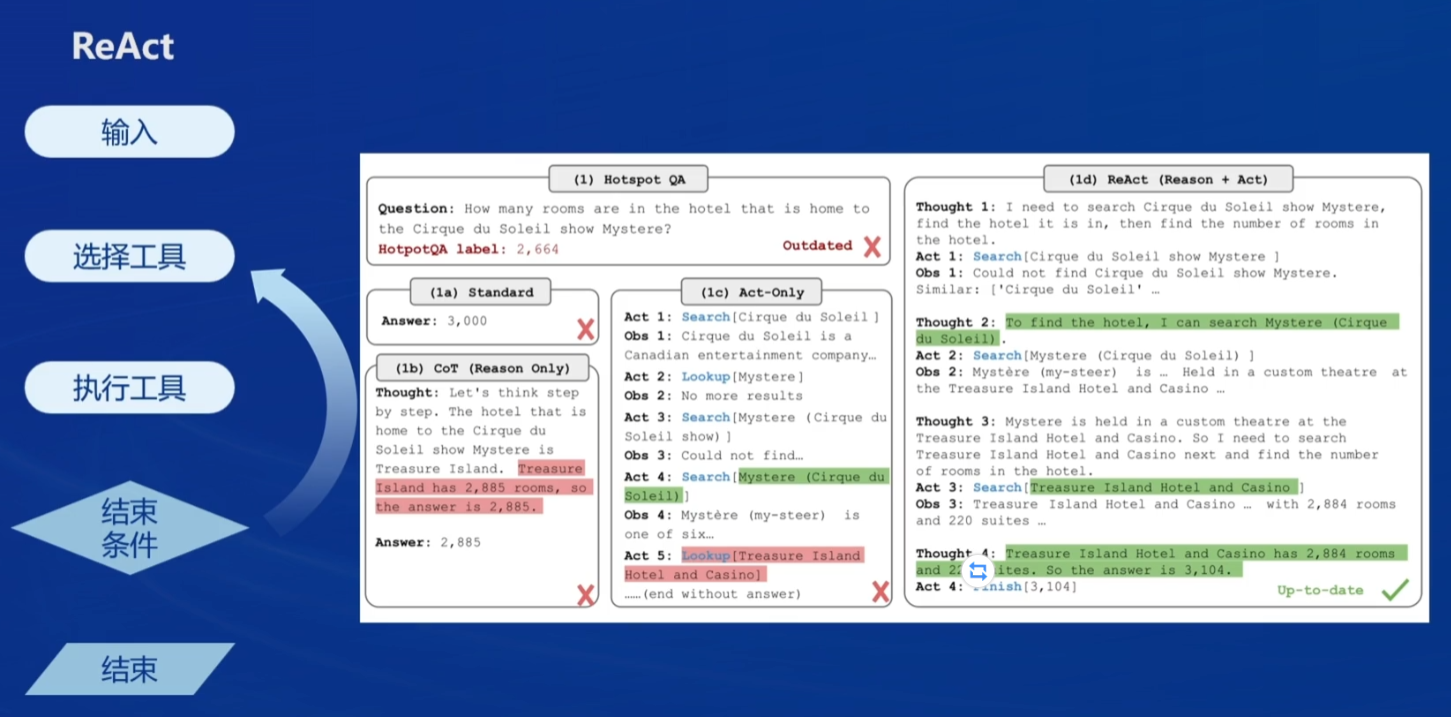 ReAct
输入
选择工具
执行工具
结束
条件
结束
(1) Hotspot QA
Question: How many rooms are in the hotel that is home to
the Cirque du Soleil show Mystere?
HotpotQA label: 2,664
Outdated
(1a) Standard
Answer: 3,000
(1b) CoT (Reason Only)
Thought: Let's think step
by step. The hotel that is
home to the Cirque du
Soleil show Mystere is
Treasure Island. Treasure
Island has 2,885 rooms, so
the answer is 2,885.
Answer: 2,885
(1c) Act-Only
Act 1: Search[Cirque du Soleil ]
Obs 1: Cirque du Soleil is a
Canadian entertainment company…
Act 2: Lookup[Mystere]
Obs 2: No more results
Act 3: Search[Mystere (Cirque du
Soleil show) ]
Obs 3: Could not find…
Act 4: Search[Mystere (Cirque du
Soleil)]
Obs 4: Mystère (my-steer) is
one of six…
Act 5: Lookup[Treasure Island
Hotel and Casino]
……(end without answer)
(1d) ReAct (Reason + Act)
Thought 1: I need to search Cirque du Soleil show Mystere,
find the hotel it is in, then find the number of rooms in
the hotel.
Act 1: Search[Cirque du Soleil show Mystere ]
Obs 1: Could not find Cirque du Soleil show Mystere.
Similar: ['Cirque du Soleil' …
Thought 2: To find the hotel, I can search Mystere (Cirque
du Soleil).
Act 2: Search[Mystere (Cirque du Soleil) ]
Obs 2: Mystère (my-steer) is … Held in a custom theatre at
the Treasure Island Hotel and Casino …
Thought 3: Mystere is held in a custom theatre at the
Treasure Island Hotel and Casino. So I need to search
Treasure Island Hotel and Casino next and find the number
of rooms in the hotel.
Act 3: Search[Treasure Island Hotel and Casino ]
Obs 3: Treasure Island Hotel and Casino … with 2,884 rooms
and 220 suites …
Thought 4: Treasure Island Hotel and Casino has 2,884 rooms
and ites. So the answer is 3,104.
Act 4: inish[3,104]
Up-to-date